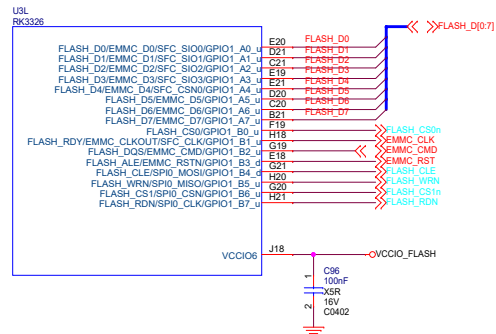 U3L
RK3326
FLASH_D0/EMMC_D0/SFC_SIO0/GPIO1_A0_u E20 FLASH_D0 FLASH_D[0:7]
FLASH_D1/EMMC_D1/SFC_SIO1/GPIO1_A1_u D21 FLASH_D1
FLASH_D2/EMMC_D2/SFC_SIO2/GPIO1_A2_u C21 FLASH_D2
FLASH_D3/EMMC_D3/SFC_SIO3/GPIO1_A3_u E19 FLASH_D3
FLASH_D4/EMMC_D4/SFC_CSN0/GPIO1_A4_u E21 FLASH_D4
FLASH_D5/EMMC_D5/GPIO1_A5_u D20 FLASH_D5
FLASH_D6/EMMC_D6/GPIO1_A6_u C20 FLASH_D6
FLASH_D7/EMMC_D7/GPIO1_A7_u B21 FLASH_D7
FLASH_CS0/GPIO1_B0_u F19 FLASH_CS0n
FLASH_RDY/EMMC_CLKOUT/SFC_CLK/GPIO1_B1_u H18 EMMC_CLK
FLASH_DQS/EMMC_CMD/GPIO1_B2_u G19 EMMC_CMD
FLASH_ALE/EMMC_RSTN/GPIO1_B3_d E18 EMMC_RST
FLASH_CLE/SPI0_MOSI/GPIO1_B4_d G21 FLASH_CLE
FLASH_WRN/SPI0_MISO/GPIO1_B5_u H20 FLASH_WRN
FLASH_CS1/SPI0_CSN/GPIO1_B6_u G20 FLASH_CS1n
FLASH_RDN/SPI0_CLK/GPIO1_B7_u H21 FLASH_RDN
VCCIO6 J18 VCCIO_FLASH
1 C96
100nF
X5R
2 16V
C0402